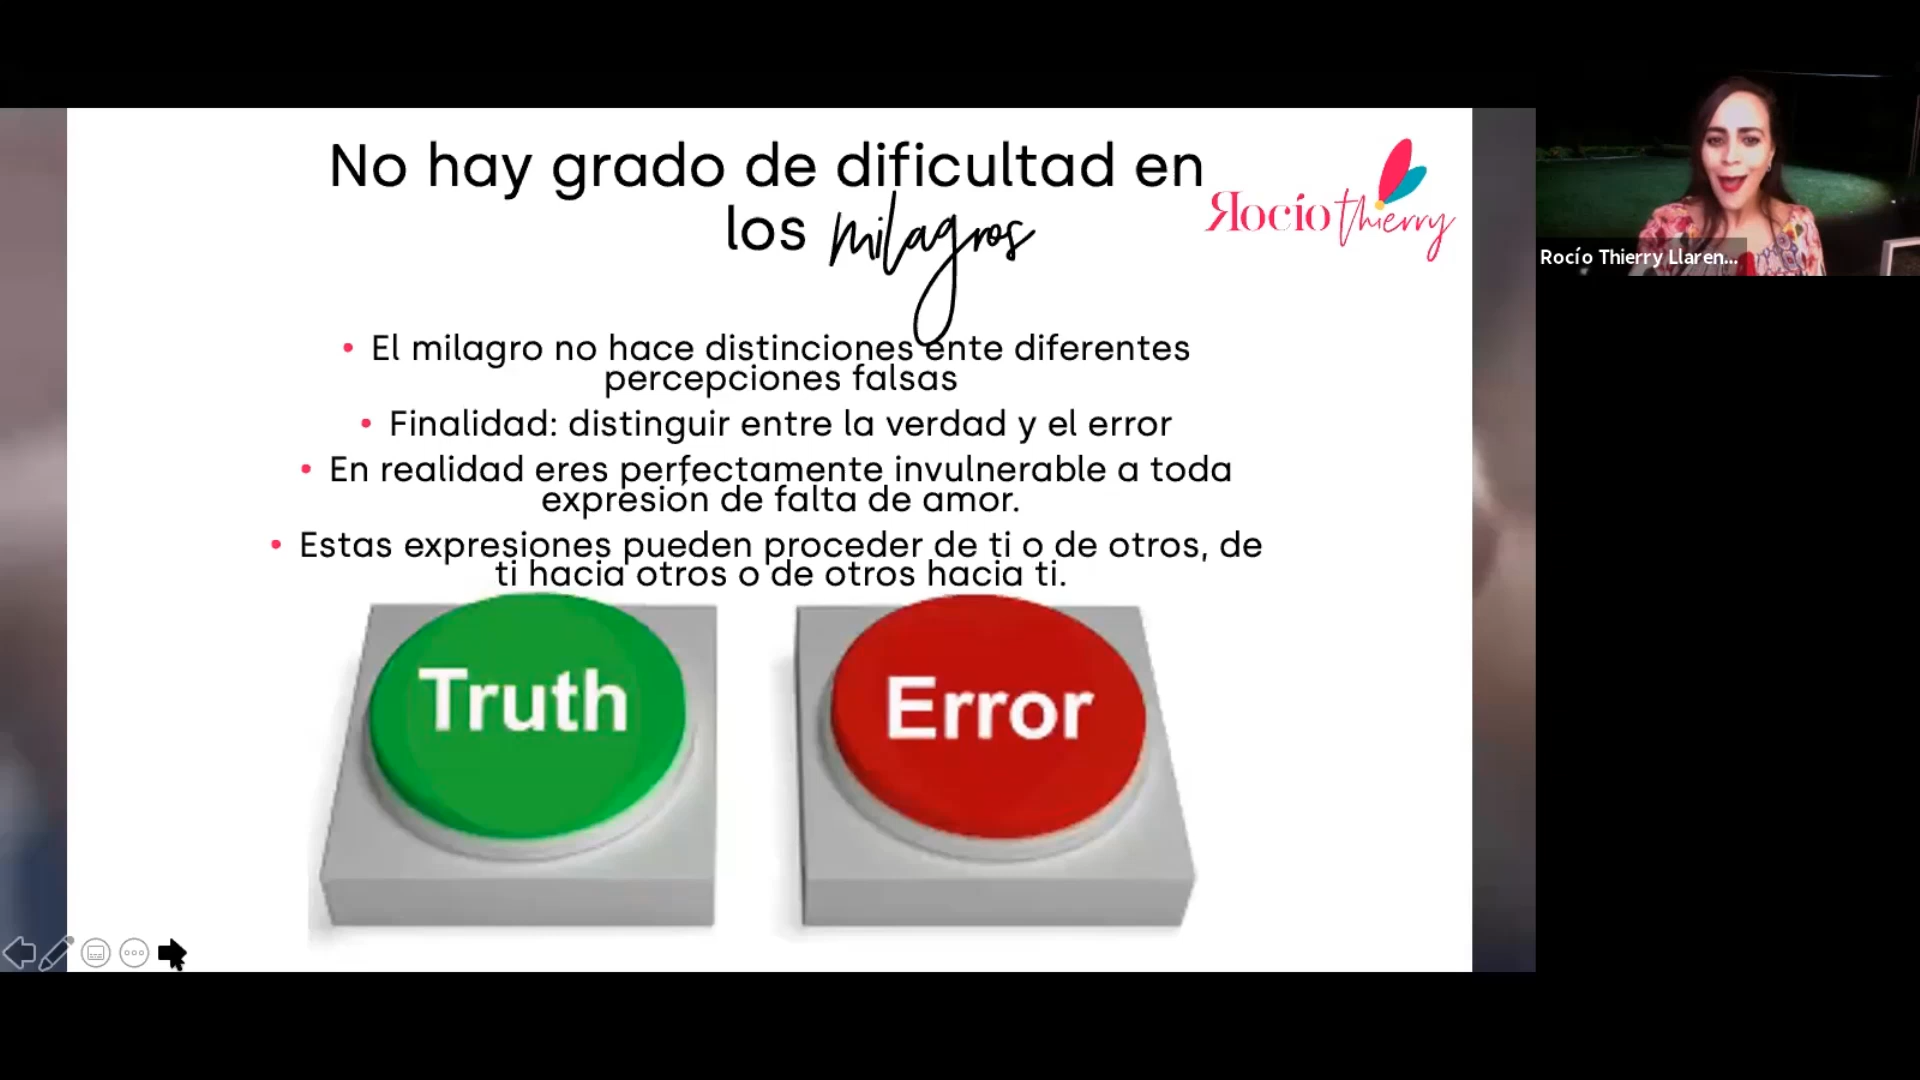 No hay grado de dificultad en
los milagros
Rocío thierry
Rocío Thierry Llaren...
El milagro no hace distinciones ente diferentes
percepciones falsas
Finalidad: distinguir entre la verdad y el error
En realidad eres perfectamente invulnerable a toda
expresión de falta de amor.
Estas expresiones pueden proceder de ti o de otros, de
ti hacia otros o de otros hacia ti.
Truth
Error